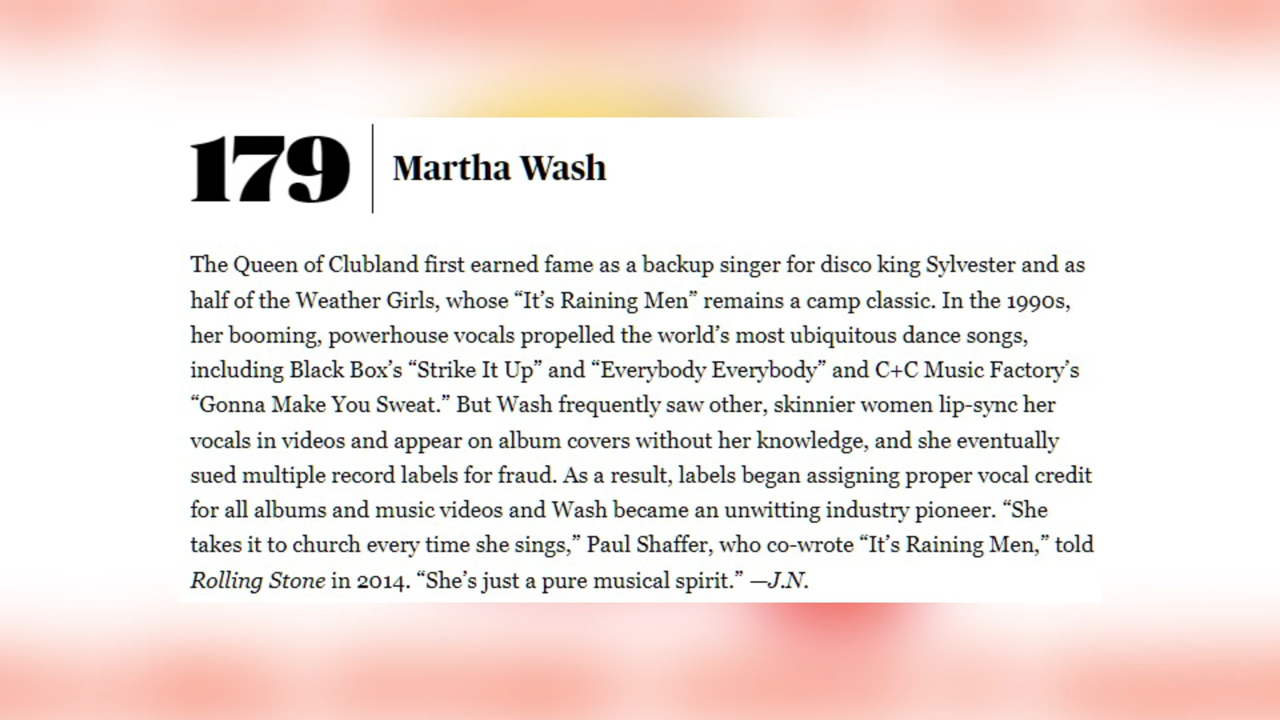 179
Martha Wash
The Queen of Clubland first earned fame as a backup singer for disco king Sylvester and as
half of the Weather Girls, whose “It’s Raining Men” remains a camp classic. In the 1990s,
her booming, powerhouse vocals propelled the world’s most ubiquitous dance songs,
including Black Box’s “Strike It Up” and “Everybody Everybody” and C+C Music Factory’s
“Gonna Make You Sweat.” But Wash frequently saw other, skinnier women lip-sync her
vocals in videos and appear on album covers without her knowledge, and she eventually
sued multiple record labels for fraud. As a result, labels began assigning proper vocal credit
for all albums and music videos and Wash became an unwitting industry pioneer. “She
takes it to church every time she sings,” Paul Shaffer, who co-wrote “It’s Raining Men,” told
Rolling Stone in 2014. “She’s just a pure musical spirit.” —J.N.